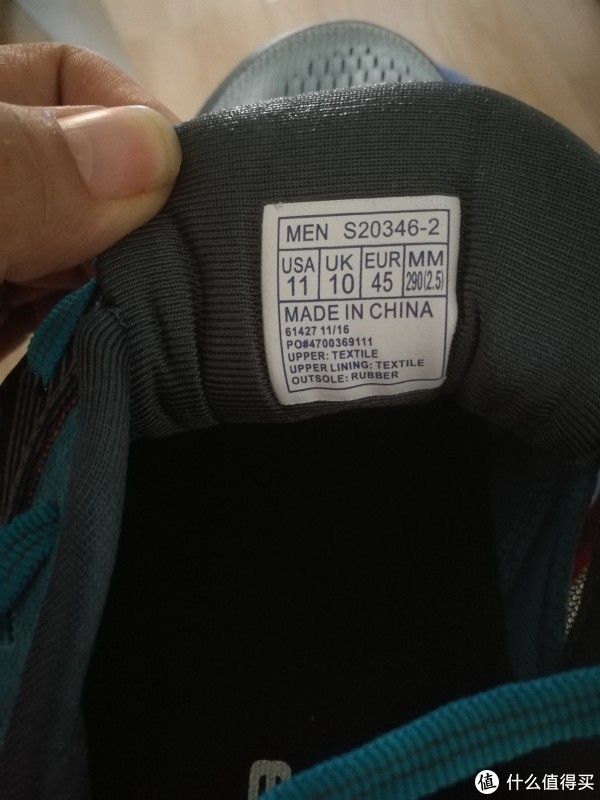 MEN S20346-2
USA UK EUR MM
11 10 45 290(2.5)
MADE IN CHINA
61427 11/16
PO#4700369111
UPPER: TEXTILE
UPPER LINING: TEXTILE
OUTSOLE: RUBBER
值 什么值得买